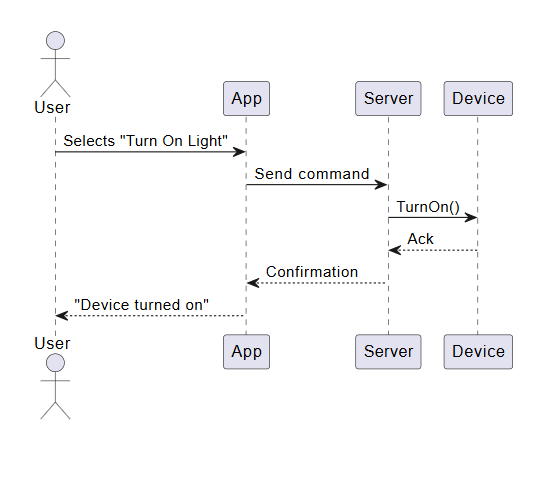 User
App
Server
Device
Selects "Turn On Light"
Send command
TurnOn()
Ack
Confirmation
"Device turned on"
User
App
Server
Device